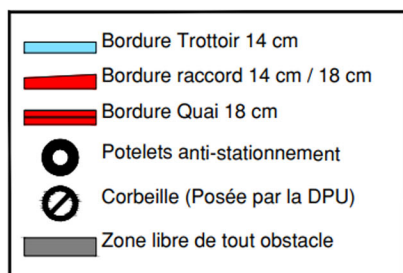 Bordure Trottoir 14 cm
Bordure raccord 14 cm / 18 cm
Bordure Quai 18 cm
Potelets anti-stationnement
Corbeille (Posée par la DPU)
Zone libre de tout obstacle